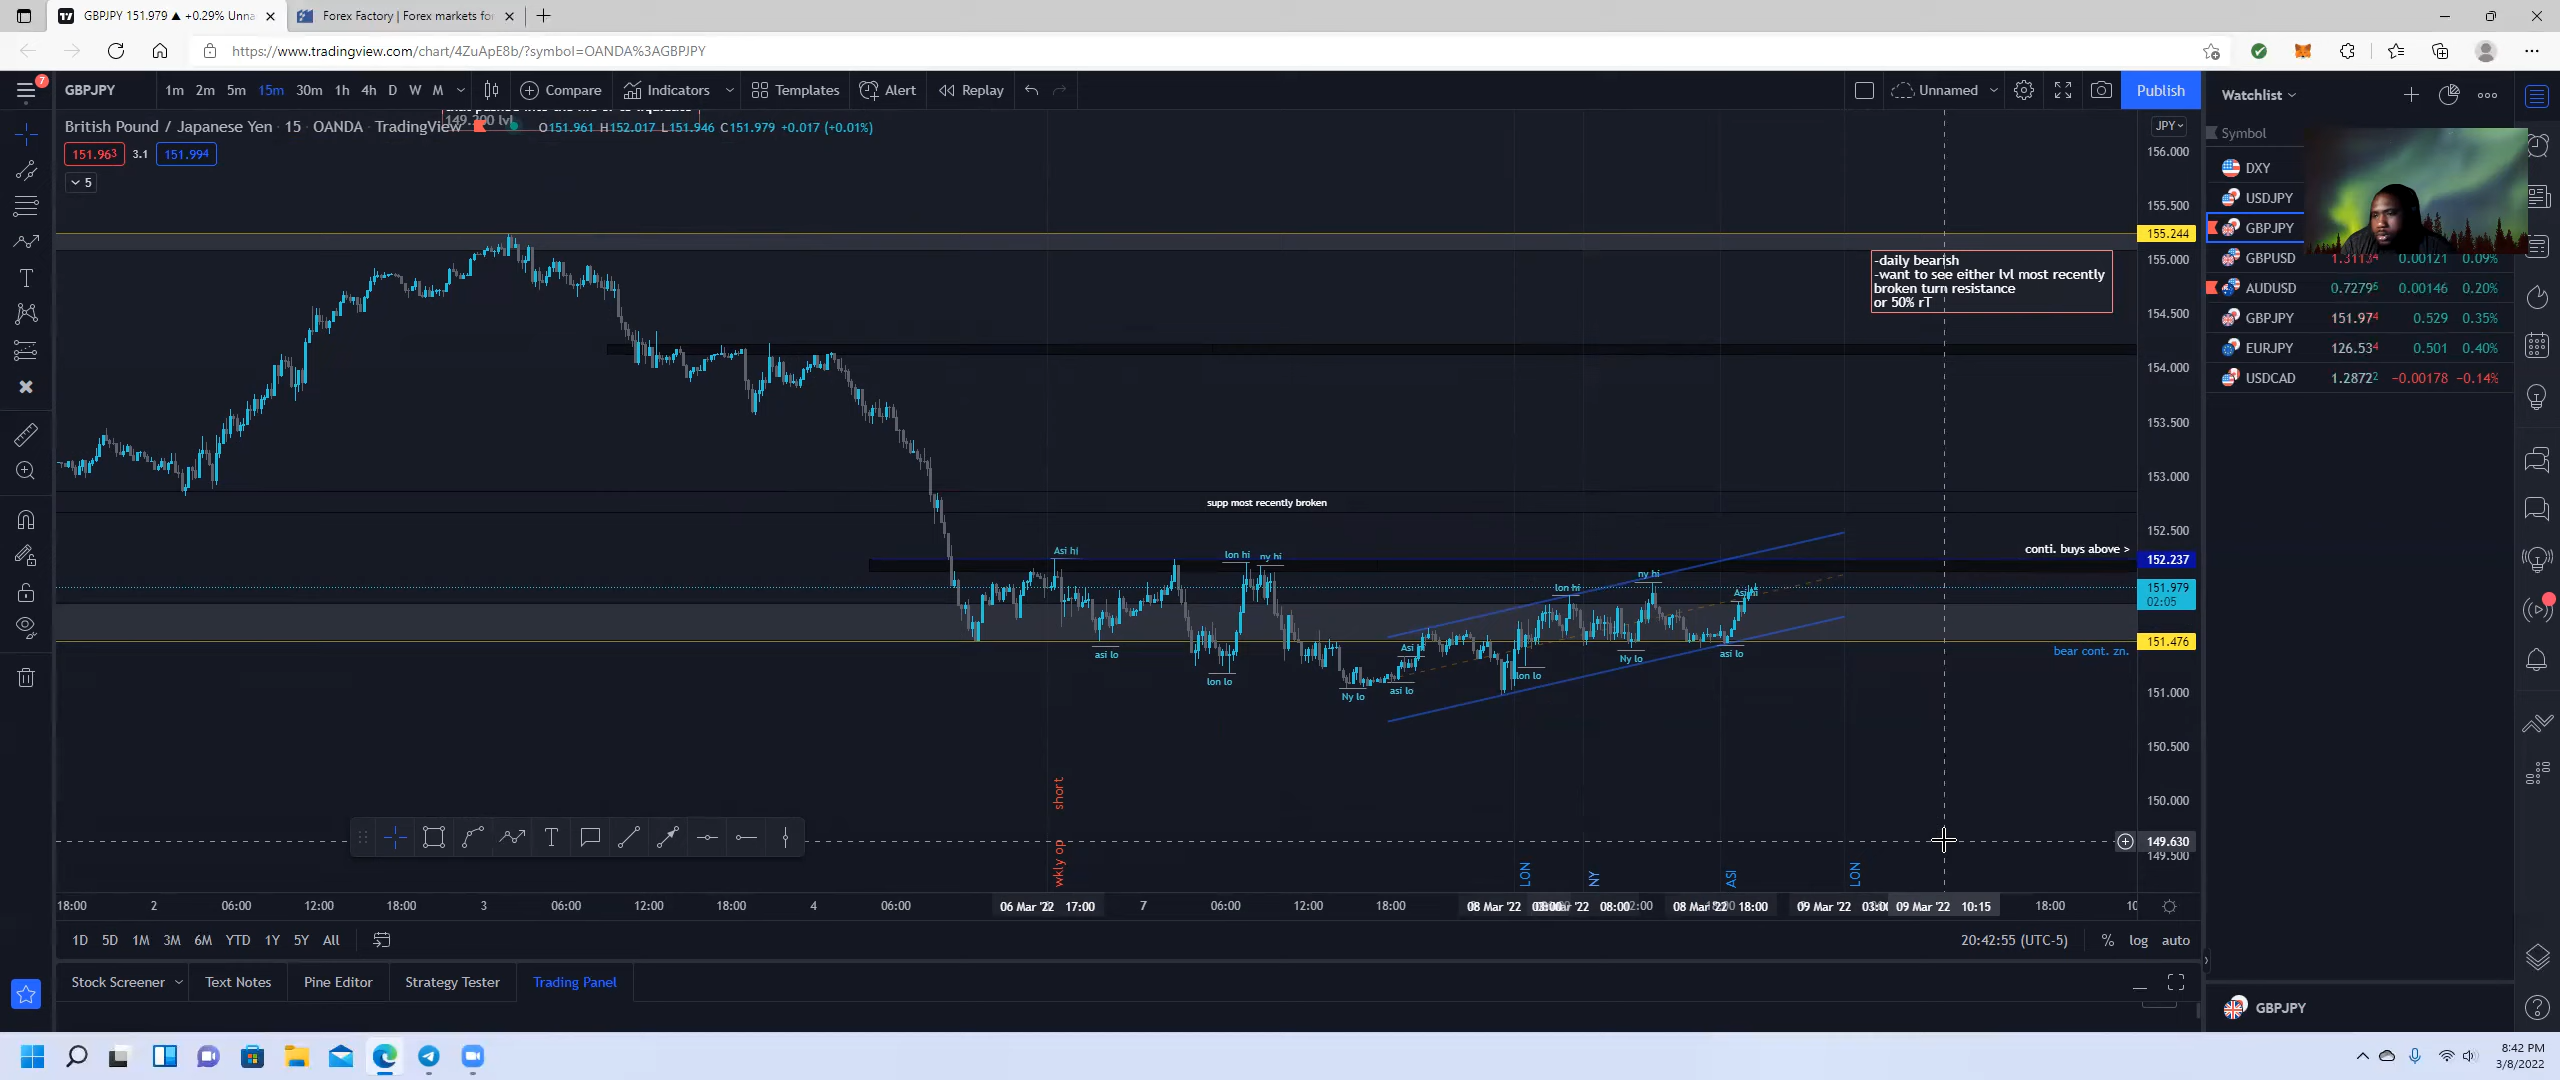 GBPJPY 151.979 ▲ +0.29% Unna
Forex Factory | Forex markets for
https://www.tradingview.com/chart/4ZuApE8b/?symbol=OANDA%3AGBPJPY
7
GBPJPY
1m 2m 5m 15m 30m 1h 4h D W M
Compare
Indicators
Templates
Alert
Replay
Unnamed
Publish
Watchlist
149.200 lvl
British Pound / Japanese Yen · 15 · OANDA · TradingView
O151.961 H152.017 L151.946 C151.979 +0.017 (+0.01%)
151.963 3.1 151.994
5
JPY
Symbol
DXY
USDJPY
GBPJPY
GBPUSD 1.31134 0.00121 0.09%
AUDUSD 0.72796 0.00146 0.20%
GBPJPY 151.974 0.529 0.35%
EURJPY 126.534 0.501 0.40%
USDCAD 1.28722 −0.00178 −0.14%
-daily bearish
-want to see either lvl most recently
broken turn resistance
or 50% rT
156.000
155.500
155.244
155.000
154.500
154.000
153.500
153.000
152.500
152.237
151.979
02:05
151.476
151.000
150.500
150.000
149.630
149.500
supp most recently broken
conti. buys above >
bear cont. zn.
Asi hi
lon hi
ny hi
asi lo
lon lo
Ny lo
asi lo
lon lo
lon hi
ny hi
Ny lo
asi lo
short
wkly op
LON
NY
ASI
LON
18:00 2 06:00 12:00 18:00 3 06:00 12:00 18:00 4 06:00 06 Mar '22 17:00 7 06:00 12:00 18:00 08 Mar '22 08:00 08 Mar '22 18:00 09 Mar '22 09 Mar '22 10:15 18:00
1D 5D 1M 3M 6M YTD 1Y 5Y All
20:42:55 (UTC-5) % log auto
Stock Screener
Text Notes
Pine Editor
Strategy Tester
Trading Panel
GBPJPY
8:42 PM
3/8/2022